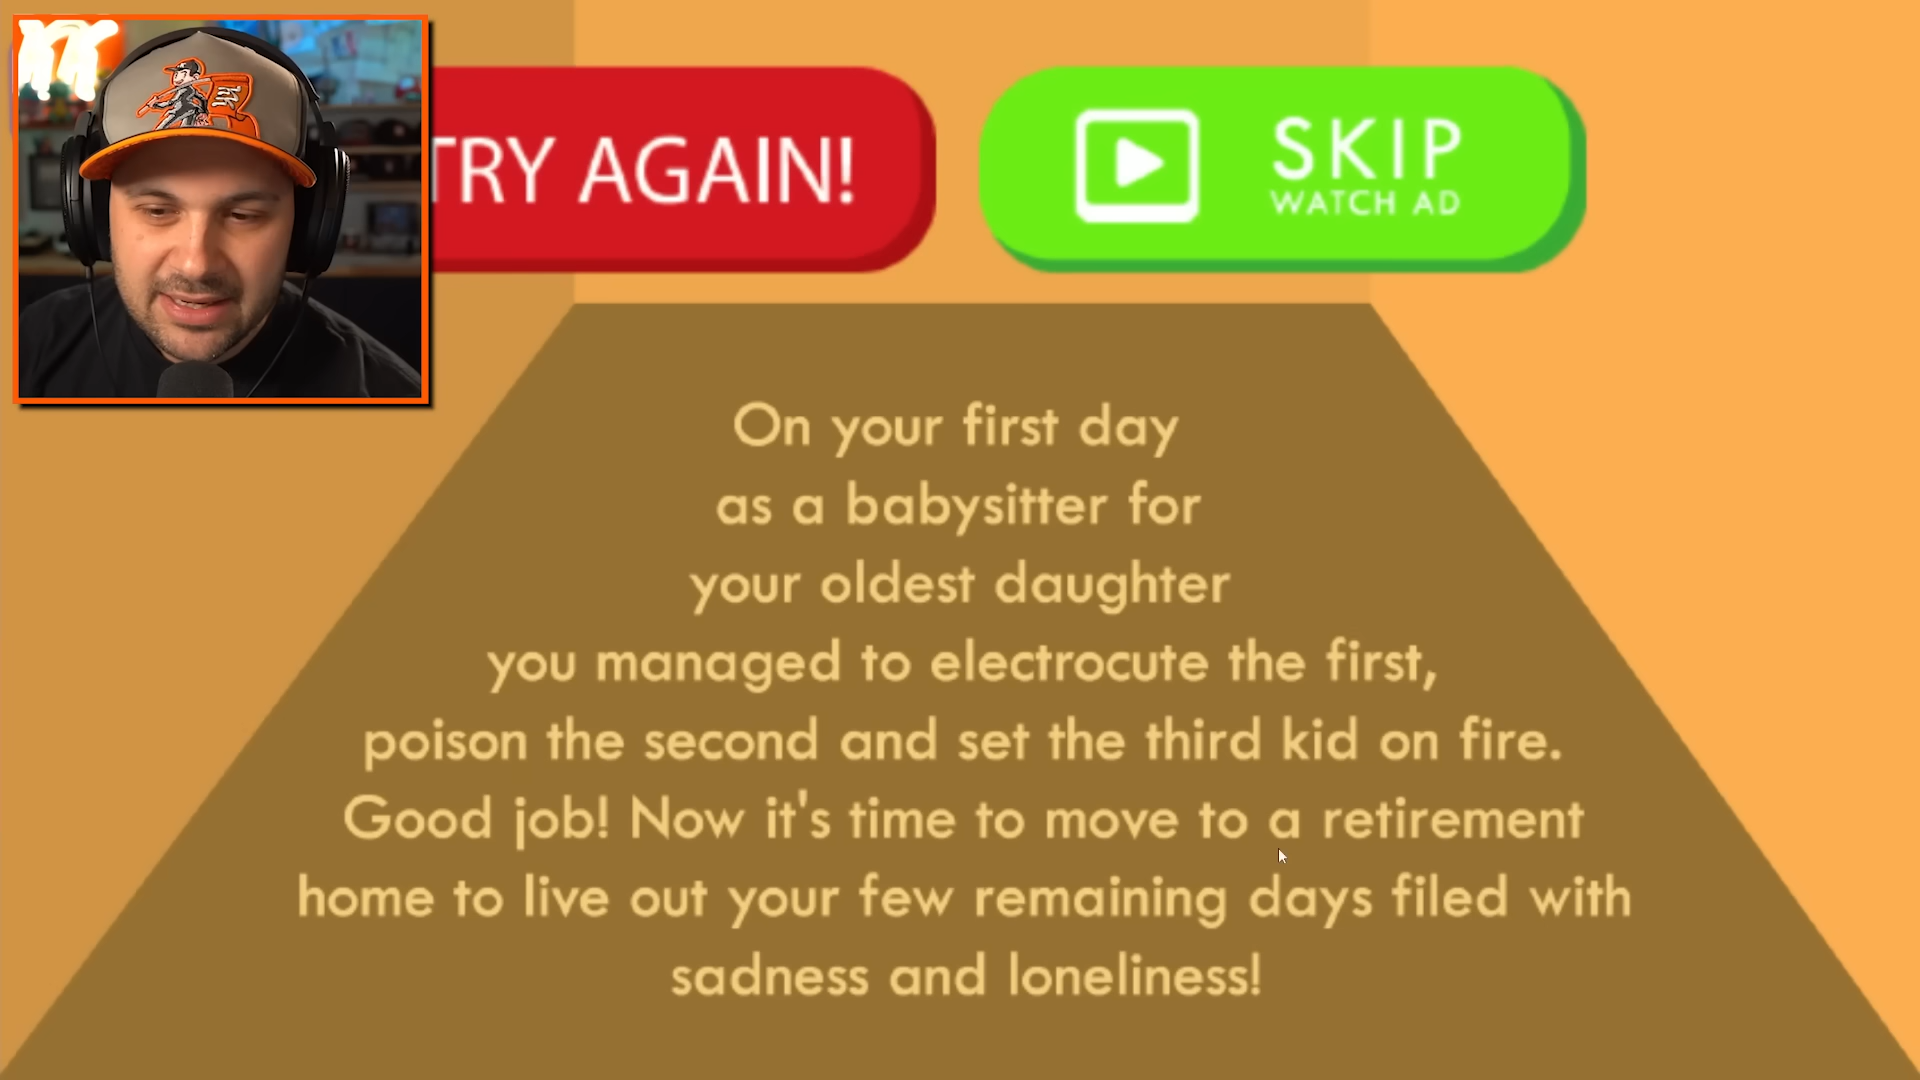 TRY AGAIN!
SKIP
WATCH AD
On your first day
as a babysitter for
your oldest daughter
you managed to electrocute the first,
poison the second and set the third kid on fire.
Good job! Now it's time to move to a retirement
home to live out your few remaining days filed with
sadness and loneliness!